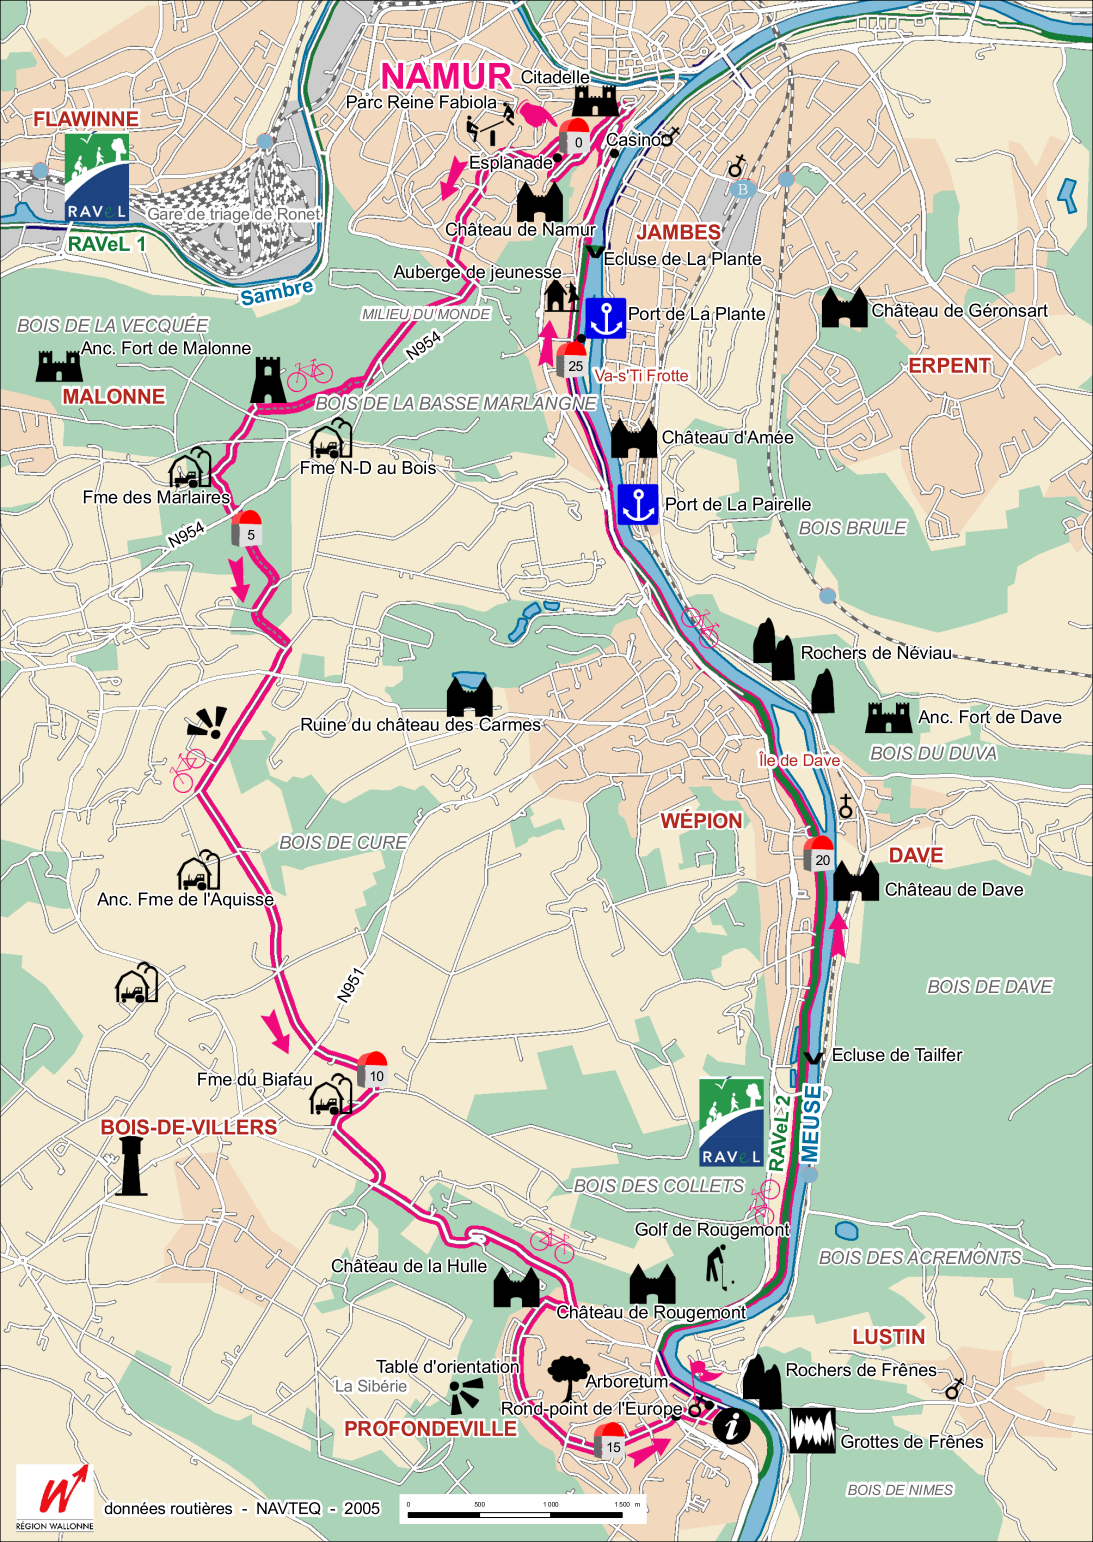 NAMUR
Citadelle
Parc Reine Fabiola
FLAWINNE
0
Casino
Esplanade
B
RAVeL
Gare de triage de Ronet
Château de Namur
JAMBES
RAVeL 1
Ecluse de La Plante
Auberge de jeunesse
Sambre
MILIEU DU MONDE
Port de La Plante
Château de Géronsart
BOIS DE LA VECQUÉE
N954
Anc. Fort de Malonne
25
Va-s'Ti Frotte
ERPENT
MALONNE
BOIS DE LA BASSE MARLANGNE
Château d'Amée
Fme N-D au Bois
Fme des Marlaires
Port de La Pairelle
N954
5
BOIS BRULE
Rochers de Néviau
Ruine du château des Carmes
Anc. Fort de Dave
BOIS DU DUVA
Île de Dave
WÉPION
BOIS DE CURE
20
DAVE
Château de Dave
Anc. Fme de l'Aquisse
N951
BOIS DE DAVE
Ecluse de Tailfer
10
Fme du Biafau
MEUSE
RAVeL 2
RAVeL
BOIS-DE-VILLERS
BOIS DES COLLETS
Golf de Rougemont
BOIS DES ACREMONTS
Château de la Hulle
Château de Rougemont
LUSTIN
Table d'orientation
Rochers de Frênes
La Sibérie
Arboretum
Rond-point de l'Europe
PROFONDEVILLE
i
15
Grottes de Frênes
BOIS DE NIMES
W
RÉGION WALLONNE
données routières - NAVTEQ - 2005
0 500 1000 1500 m